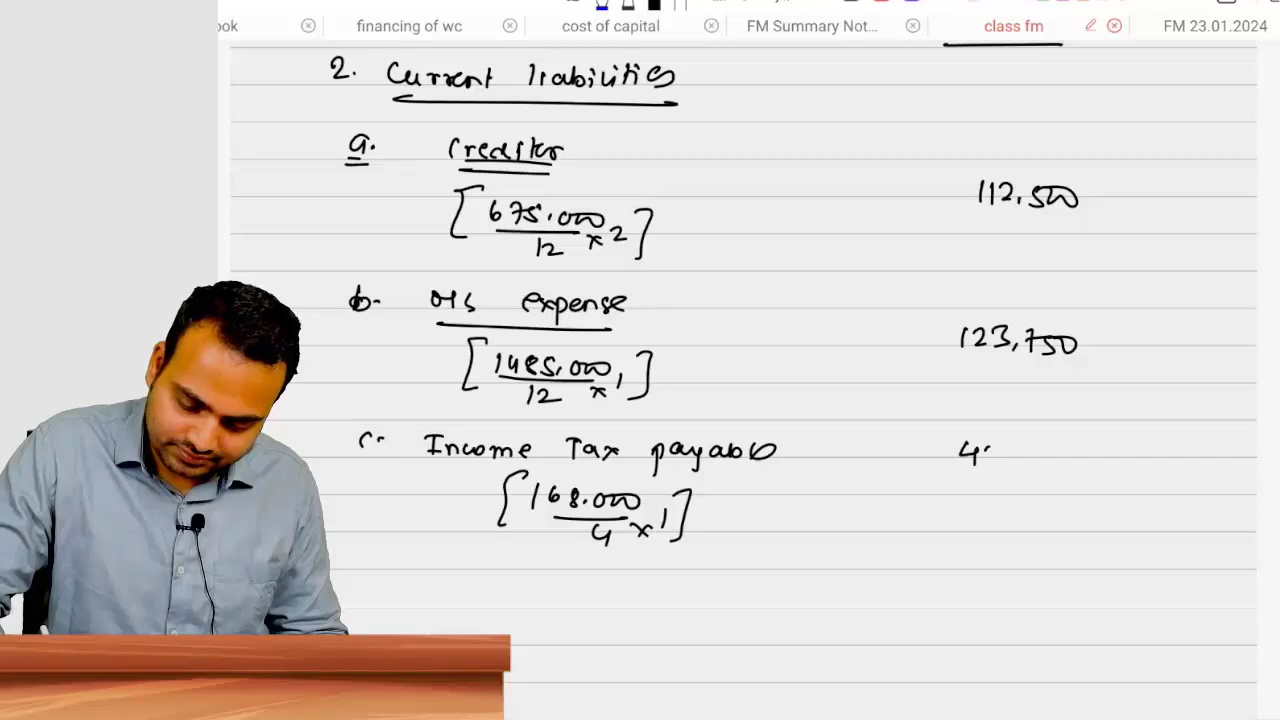 ook financing of wc cost of capital FM Summary Not... class fm FM 23.01.2024
2. Current liabilities
a. Creditor
112,500
[675,000/12 x 2]
b. O/s expense
123,750
[1485,000/12 x 1]
c. Income Tax payable 4
[168,000/4 x 1]